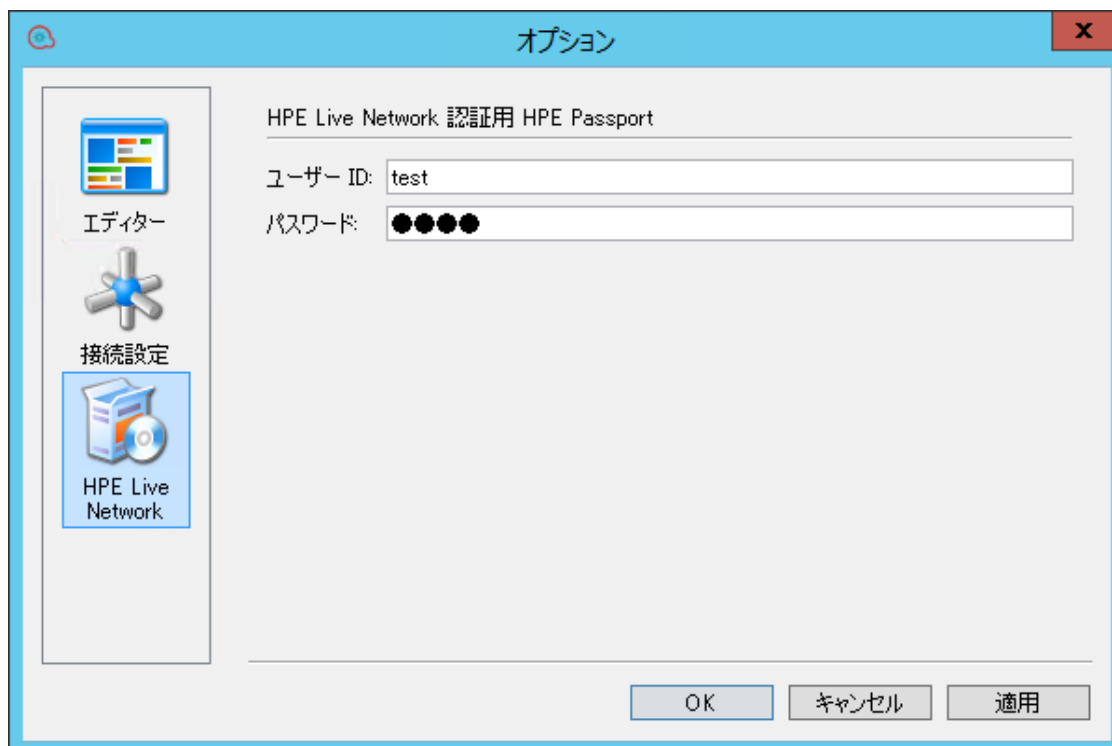 オプション
x
エディター
接続設定
HPE Live
Network
HPE Live Network 認証用 HPE Passport
ユーザー ID: test
パスワード: ●●●●
OK
キャンセル
適用